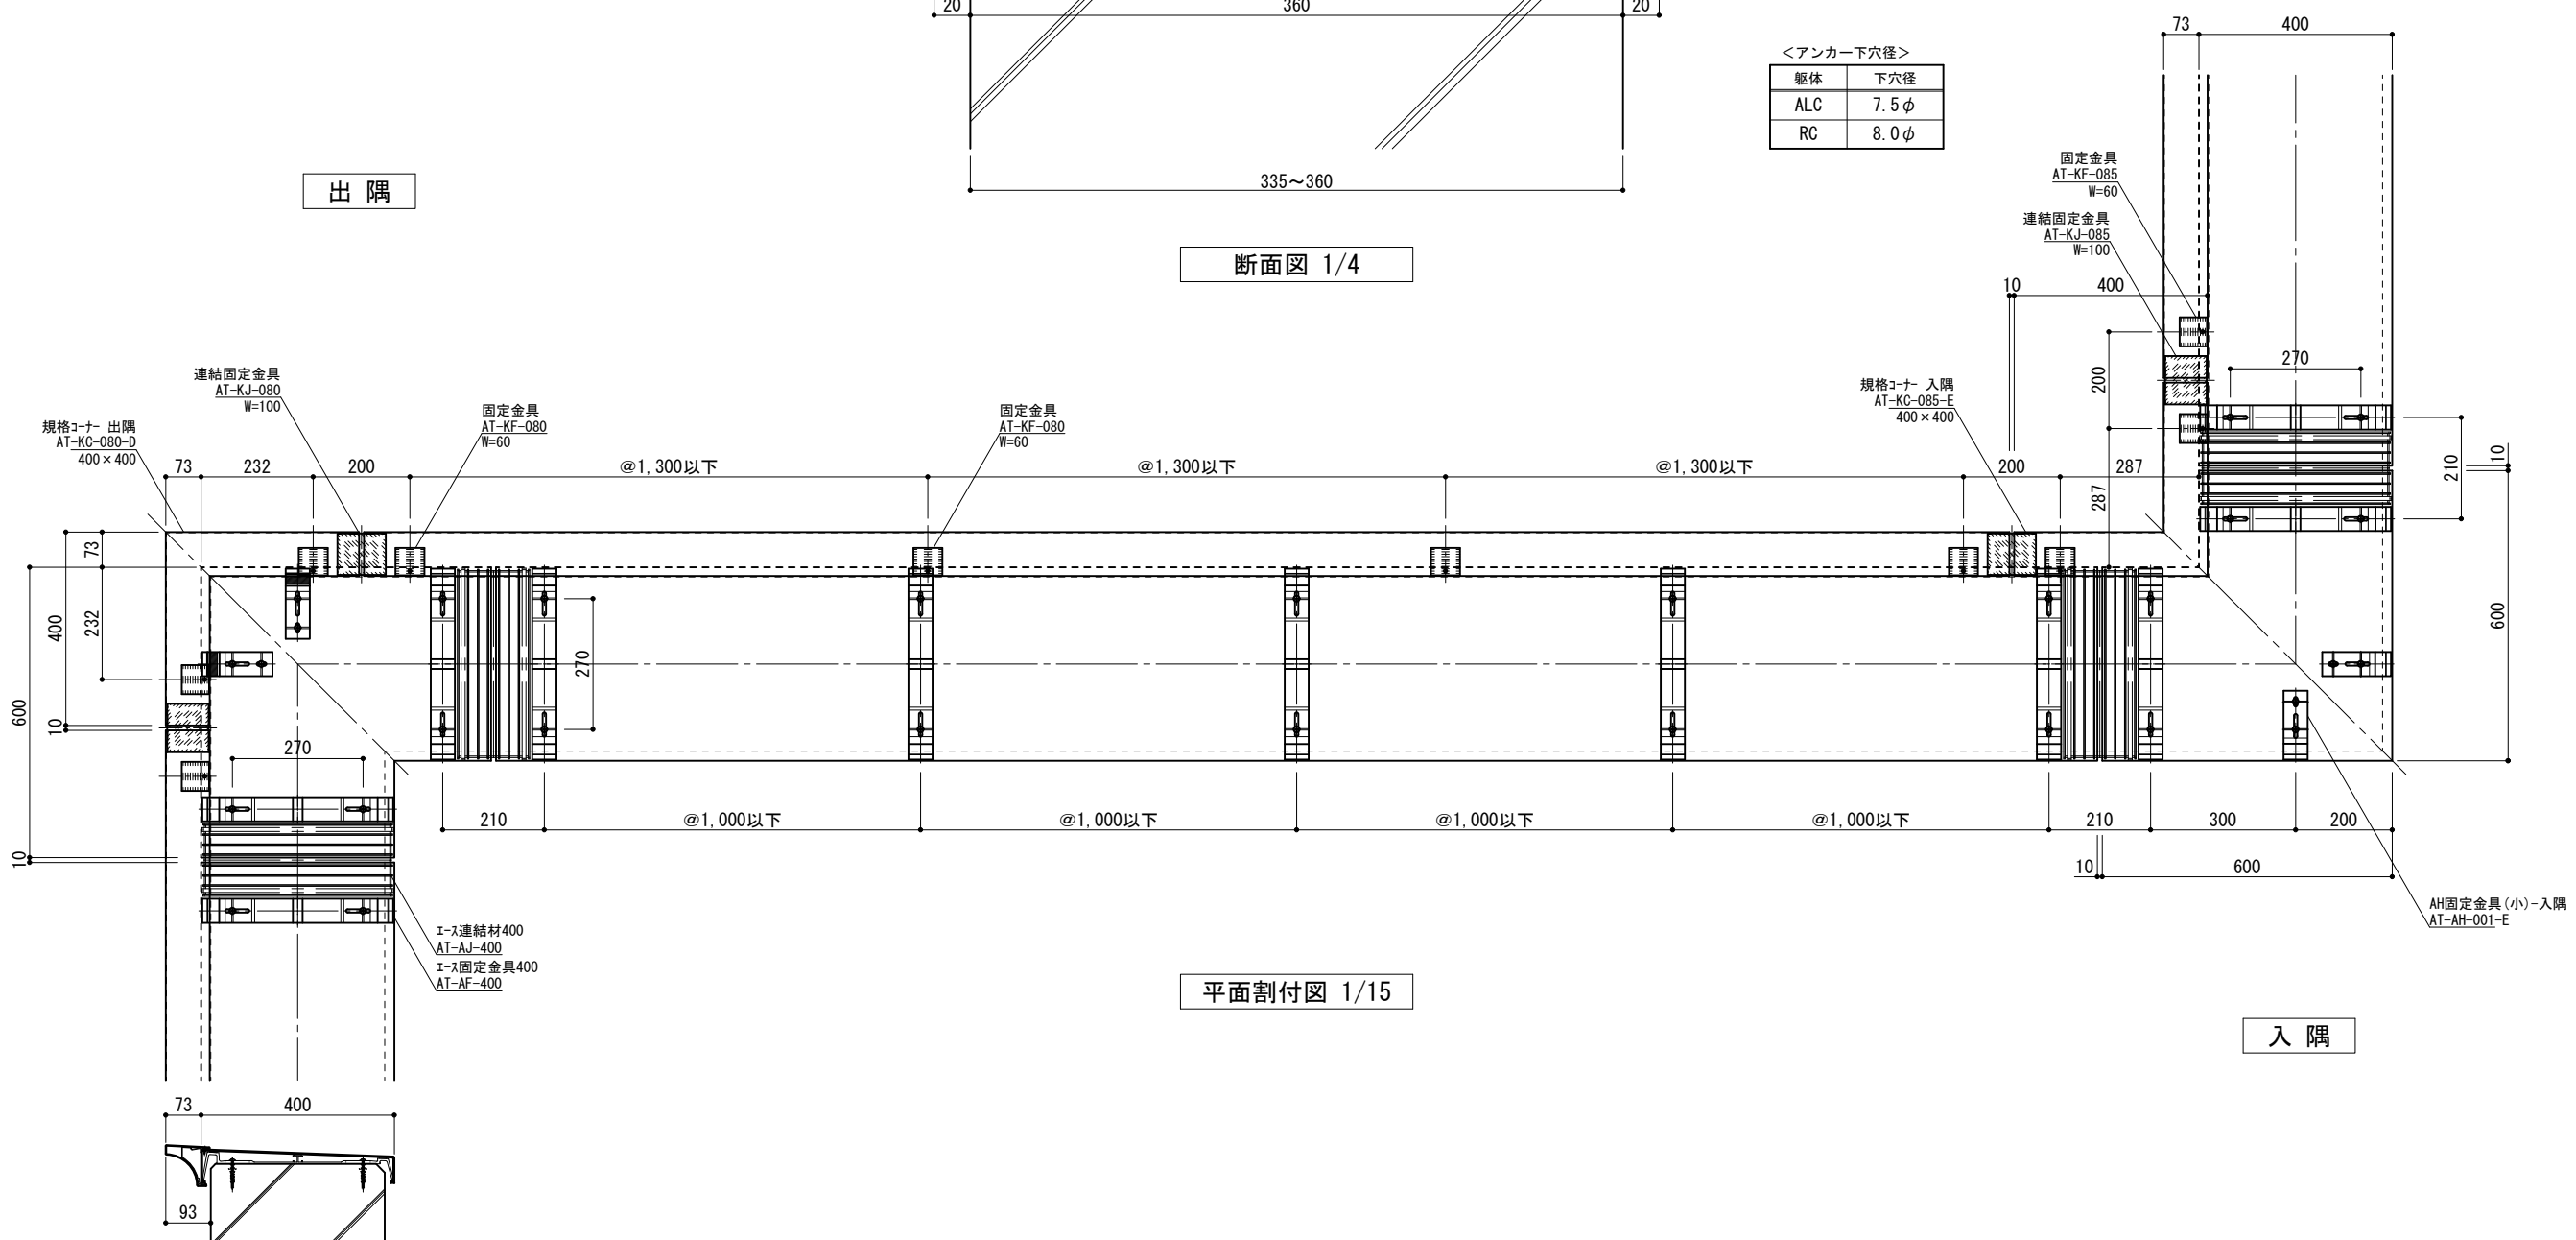 20
360
20
335～360
断面図 1/4
＜アンカー下穴径＞
躯体 下穴径
ALC 7.5φ
RC 8.0φ
出 隅
73
400
固定金具
AT-KF-085
W=60
連結固定金具
AT-KJ-085
W=100
10
400
270
200
287
210
10
600
規格ｺｰﾅｰ 入隅
AT-KC-085-E
400×400
連結固定金具
AT-KJ-080
W=100
固定金具
AT-KF-080
W=60
固定金具
AT-KF-080
W=60
規格ｺｰﾅｰ 出隅
AT-KC-080-D
400×400
73
232
200
@1,300以下
@1,300以下
@1,300以下
200
287
73
232
400
10
600
10
270
270
210
@1,000以下
@1,000以下
@1,000以下
@1,000以下
210
300
200
10
600
AH固定金具(小)-入隅
AT-AH-001-E
ｴｰｽ連結材400
AT-AJ-400
ｴｰｽ固定金具400
AT-AF-400
平面割付図 1/15
入 隅
73
400
93